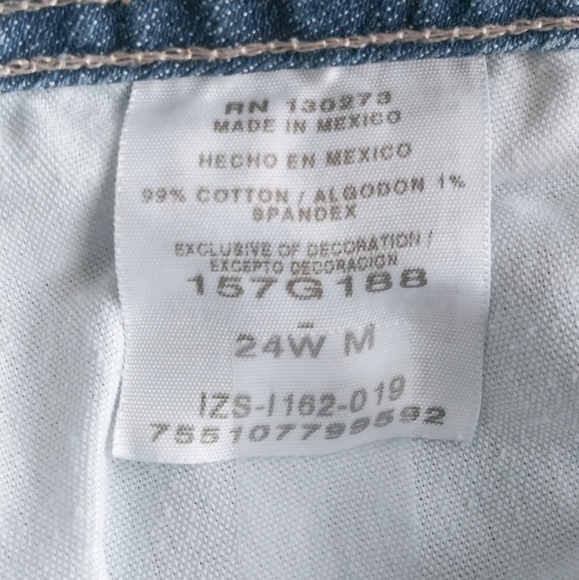 RN 130273
MADE IN MEXICO
HECHO EN MEXICO
99% COTTON / ALGODON 1%
SPANDEX
EXCLUSIVE OF DECORATION /
EXCEPTO DECORACION
157G188
24W M
IZS-I162-019
755107799592